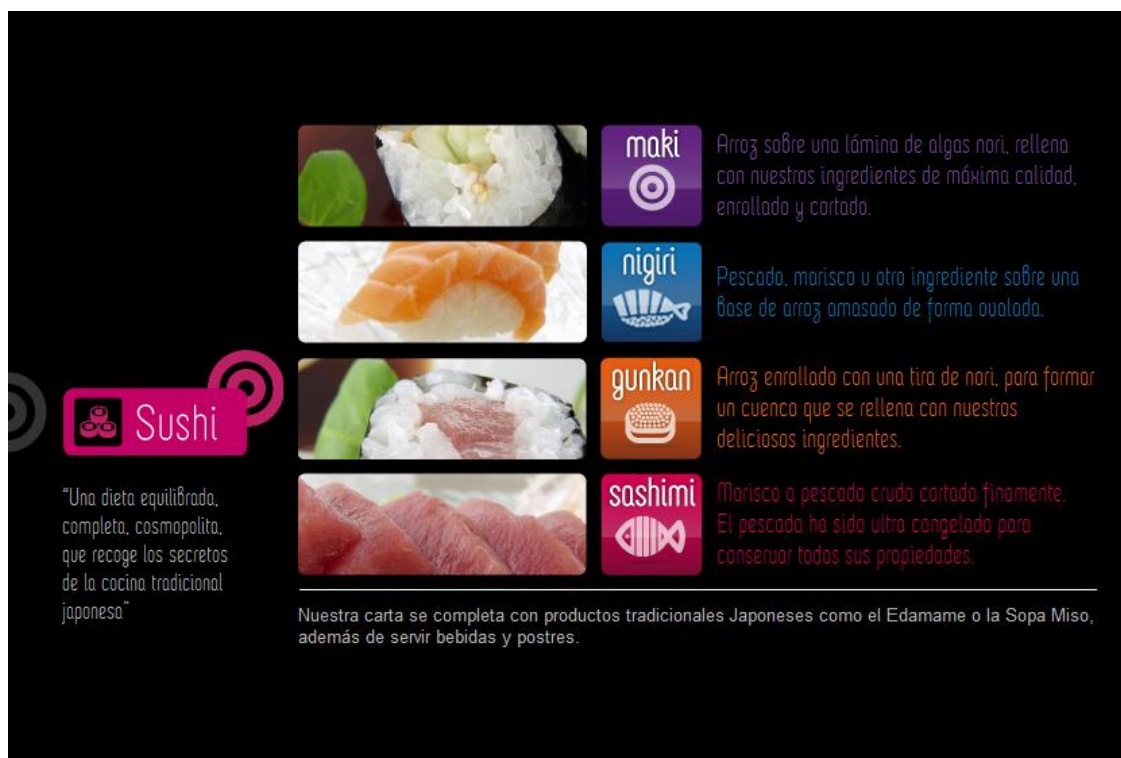 maki
Arroz sobre una lámina de algas nori, rellena
con nuestros ingredientes de máxima calidad,
enrollado y cortado.
nigiri
Pescado, marisco u otro ingrediente sobre una
base de arroz amasado de forma ovalada.
gunkan
Arroz enrollado con una tira de nori, para formar
un cuenco que se rellena con nuestros
deliciosos ingredientes.
sashimi
Marisco o pescado crudo cortado finamente.
El pescado ha sido ultra congelado para
conservar todas sus propiedades.
Sushi
"Una dieta equilibrada,
completa, cosmopolita,
que recoge los secretos
de la cocina tradicional
japonesa"
Nuestra carta se completa con productos tradicionales Japoneses como el Edamame o la Sopa Miso,
además de servir bebidas y postres.